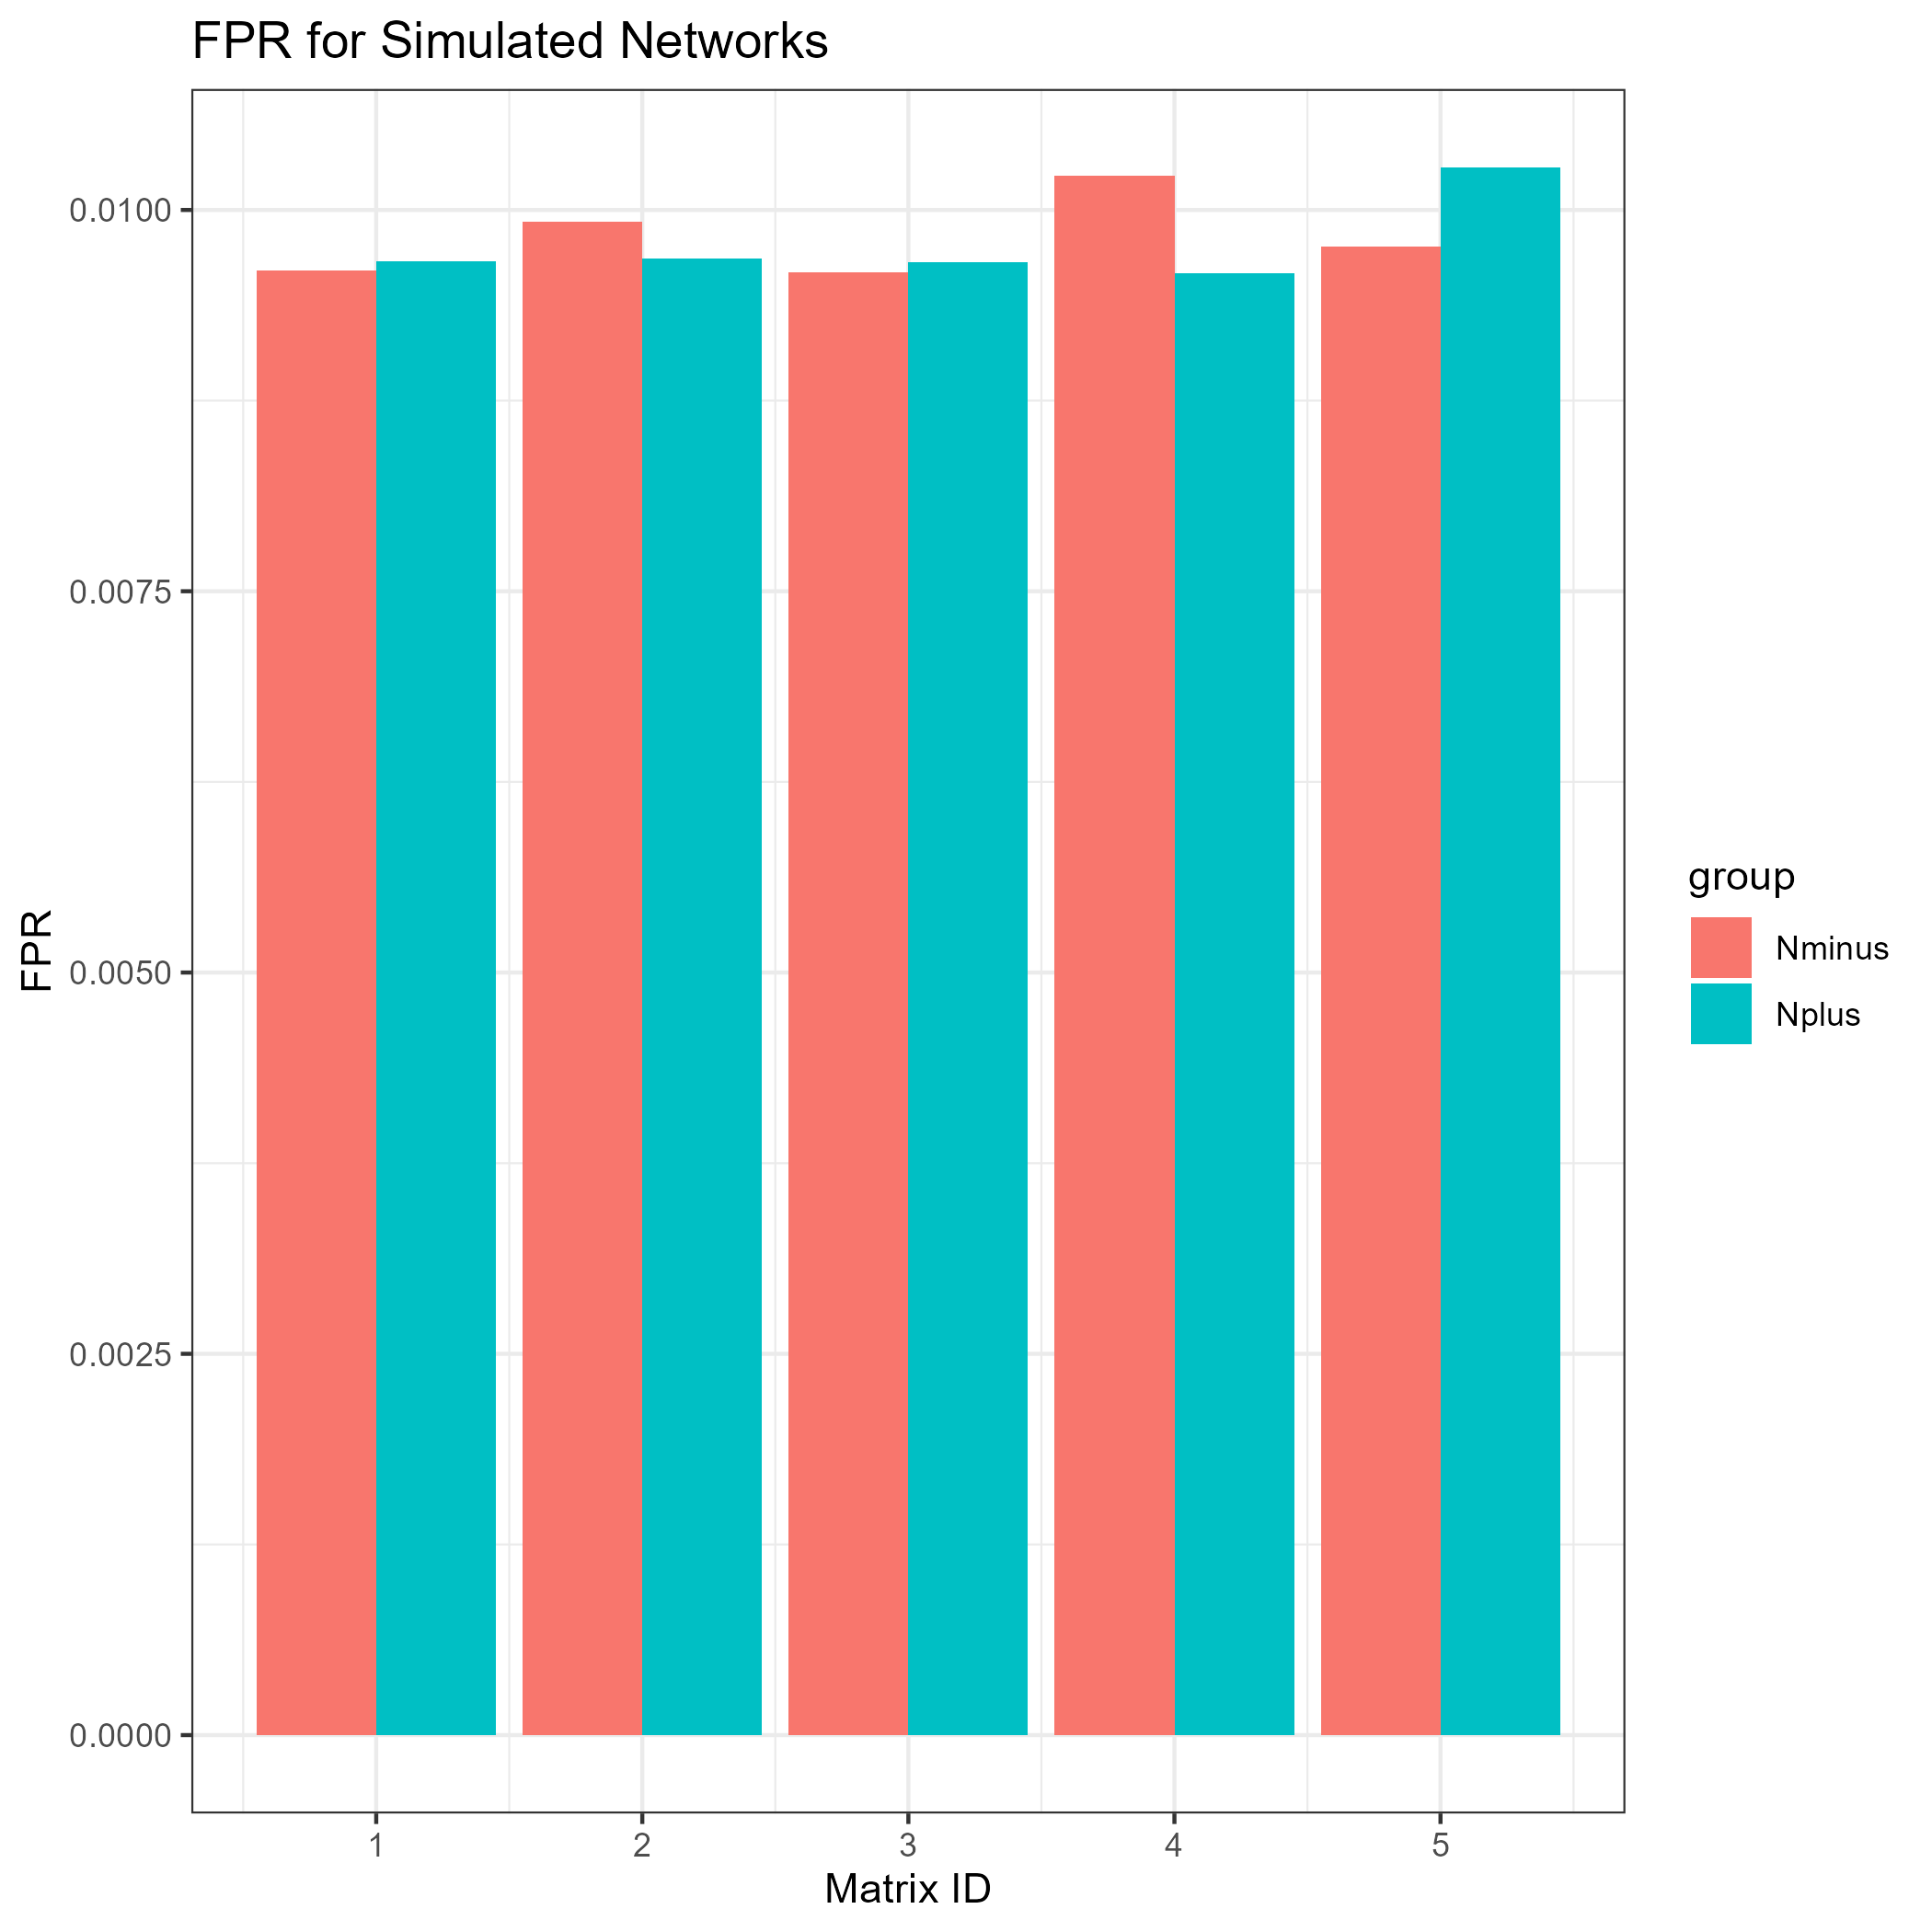 FPR for Simulated Networks
FPR
0.0100
0.0075
0.0050
0.0025
0.0000
1 2 3 4 5
Matrix ID
group
Nminus
Nplus